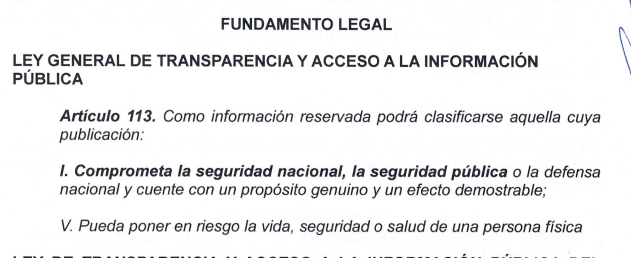 FUNDAMENTO LEGAL
LEY GENERAL DE TRANSPARENCIA Y ACCESO A LA INFORMACIÓN
PÚBLICA
Artículo 113. Como información reservada podrá clasificarse aquella cuya
publicación:
I. Comprometa la seguridad nacional, la seguridad pública o la defensa
nacional y cuente con un propósito genuino y un efecto demostrable;
V. Pueda poner en riesgo la vida, seguridad o salud de una persona física
LEY DE TRANSPARENCIA Y ACCESO A LA INFORMACIÓN PÚBLICA DEL